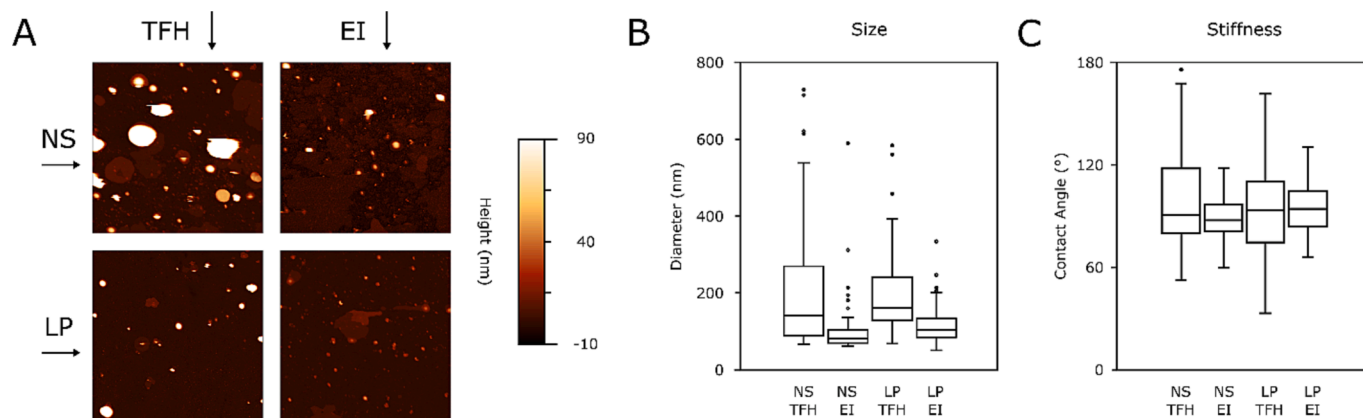 A
TFH
EI
NS
LP
90
40
-10
Height (nm)
B
Size
Diameter (nm)
800
600
400
200
0
NS NS LP LP
TFH EI TFH EI
C
Stiffness
Contact Angle (°)
180
120
60
0
NS NS LP LP
TFH EI TFH EI